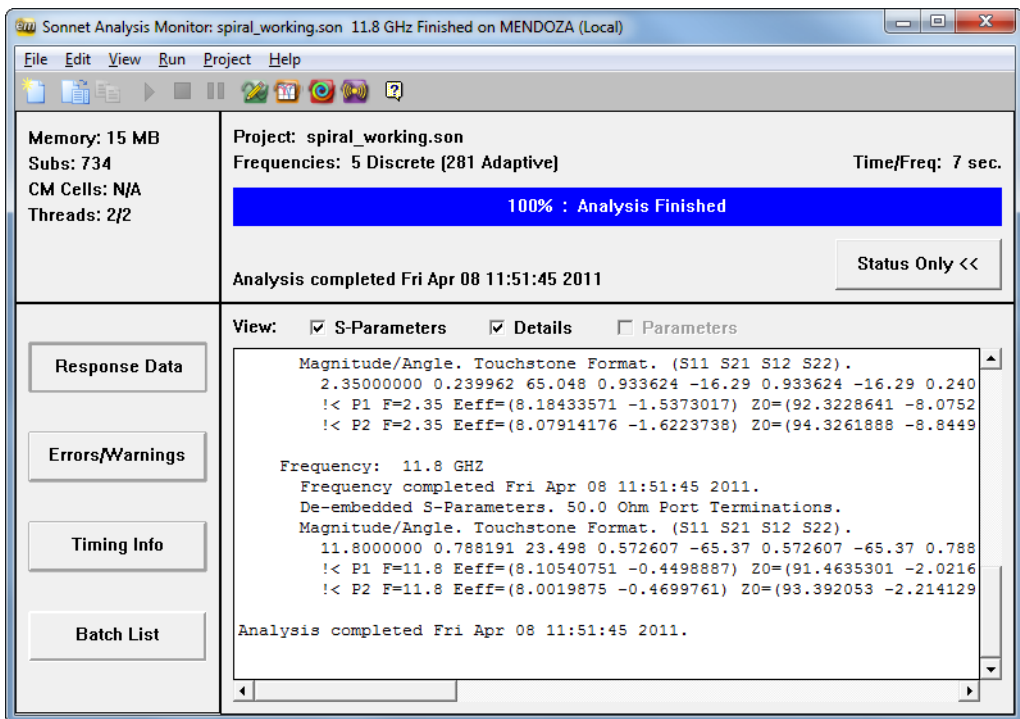 Sonnet Analysis Monitor: spiral_working.son 11.8 GHz Finished on MENDOZA (Local)
File Edit View Run Project Help
Memory: 15 MB
Subs: 734
CM Cells: N/A
Threads: 2/2
Project: spiral_working.son
Frequencies: 5 Discrete (281 Adaptive) Time/Freq: 7 sec.
100% : Analysis Finished
Status Only <<
Analysis completed Fri Apr 08 11:51:45 2011
View: S-Parameters Details Parameters
Response Data
Errors/Warnings
Timing Info
Batch List
Magnitude/Angle. Touchstone Format. (S11 S21 S12 S22).
2.35000000 0.239962 65.048 0.933624 -16.29 0.933624 -16.29 0.240
!< P1 F=2.35 Eeff=(8.18433571 -1.5373017) Z0=(92.3228641 -8.0752
!< P2 F=2.35 Eeff=(8.07914176 -1.6223738) Z0=(94.3261888 -8.8449
Frequency: 11.8 GHZ
Frequency completed Fri Apr 08 11:51:45 2011.
De-embedded S-Parameters. 50.0 Ohm Port Terminations.
Magnitude/Angle. Touchstone Format. (S11 S21 S12 S22).
11.8000000 0.788191 23.498 0.572607 -65.37 0.572607 -65.37 0.788
!< P1 F=11.8 Eeff=(8.10540751 -0.4498887) Z0=(91.4635301 -2.0216
!< P2 F=11.8 Eeff=(8.0019875 -0.4699761) Z0=(93.392053 -2.214129
Analysis completed Fri Apr 08 11:51:45 2011.